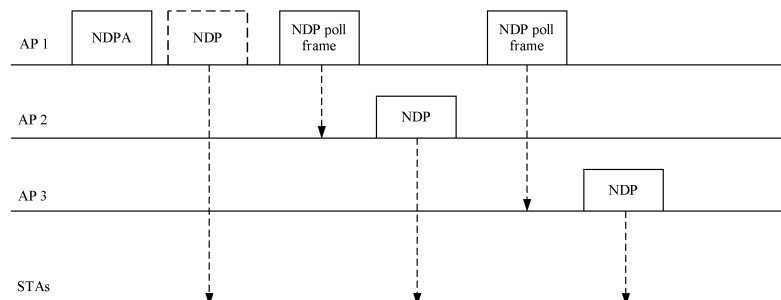 AP 1
NDPA
NDP
NDP poll
frame
NDP poll
frame
AP 2
NDP
AP 3
NDP
STAs